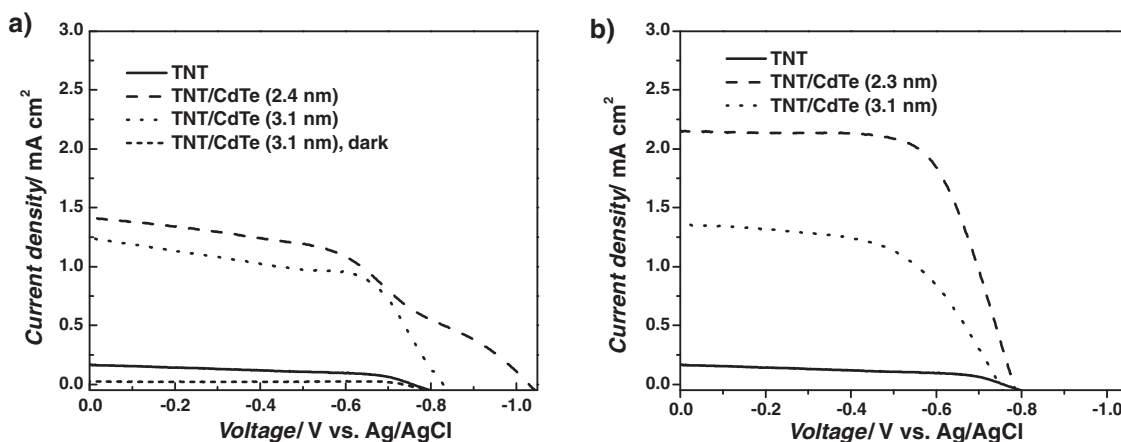 a)
3.0
2.5
2.0
1.5
1.0
0.5
0.0
Current density/ mA cm²
TNT
TNT/CdTe (2.4 nm)
TNT/CdTe (3.1 nm)
TNT/CdTe (3.1 nm), dark
0.0 -0.2 -0.4 -0.6 -0.8 -1.0
Voltage/ V vs. Ag/AgCl
b)
3.0
2.5
2.0
1.5
1.0
0.5
0.0
Current density/ mA cm²
TNT
TNT/CdTe (2.3 nm)
TNT/CdTe (3.1 nm)
0.0 -0.2 -0.4 -0.6 -0.8 -1.0
Voltage/ V vs. Ag/AgCl